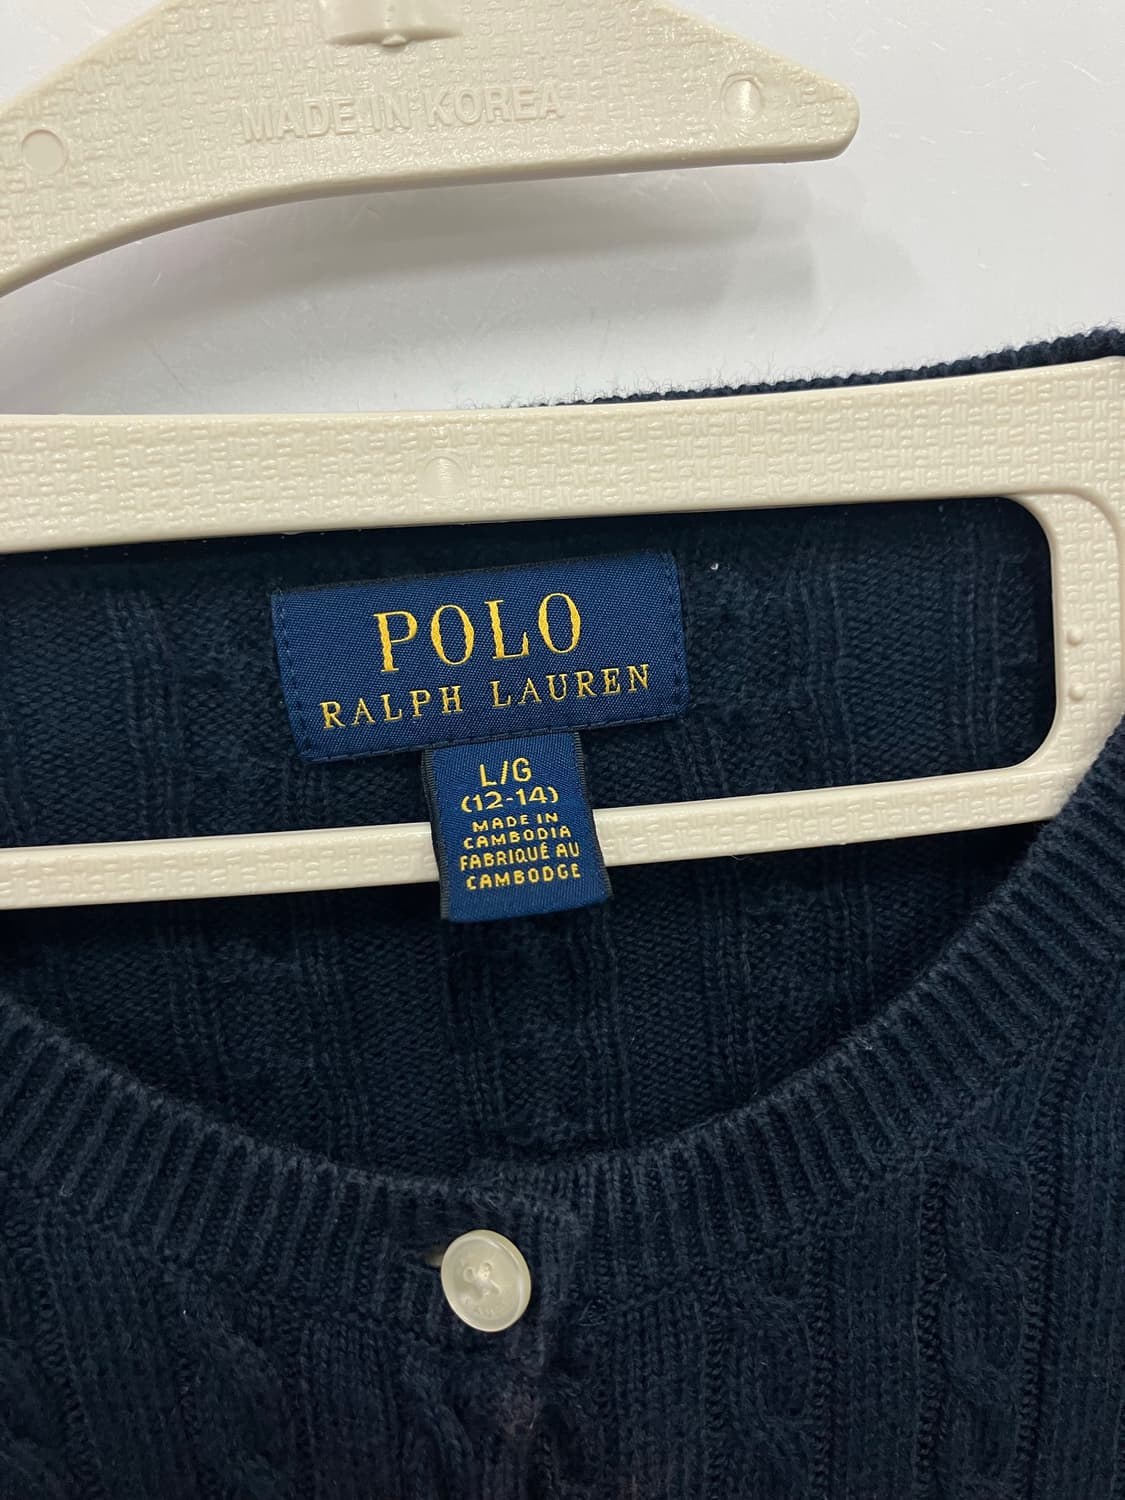 MADE IN KOREA
POLO
RALPH LAUREN
L/G
(12-14)
MADE IN
CAMBODIA
FABRIQUÉ AU
CAMBODGE